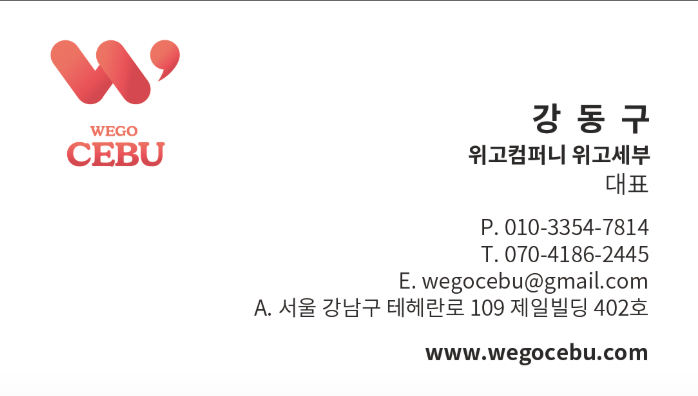 WEGO
CEBU
강 동 구
위고컴퍼니 위고세부
대표
P. 010-3354-7814
T. 070-4186-2445
E. wegocebu@gmail.com
A. 서울 강남구 테헤란로 109 제일빌딩 402호
www.wegocebu.com